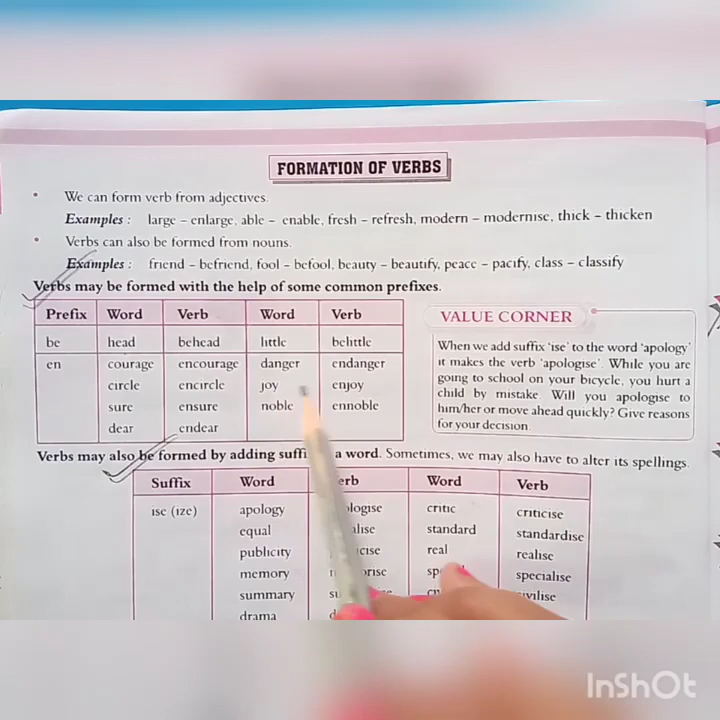 FORMATION OF VERBS
• We can form verb from adjectives.
Examples : large – enlarge, able – enable, fresh – refresh, modern – modernise, thick – thicken
• Verbs can also be formed from nouns.
Examples : friend – befriend, fool – befool, beauty – beautify, peace – pacify, class – classify
Verbs may be formed with the help of some common prefixes.
Prefix Word Verb Word Verb
be head behead little belittle
en courage encourage danger endanger
circle encircle joy enjoy
sure ensure noble ennoble
dear endear
VALUE CORNER
When we add suffix 'ise' to the word 'apology'
it makes the verb 'apologise'. While you are
going to school on your bicycle, you hurt a
child by mistake. Will you apologise to
him/her or move ahead quickly? Give reasons
for your decision.
Verbs may also be formed by adding a word. Sometimes, we may also have to alter its spellings.
Suffix Word Word Verb
ise (ize) apology critic criticise
equal standard standardise
publicity real realise
memory specialise
summary
drama
InShOt